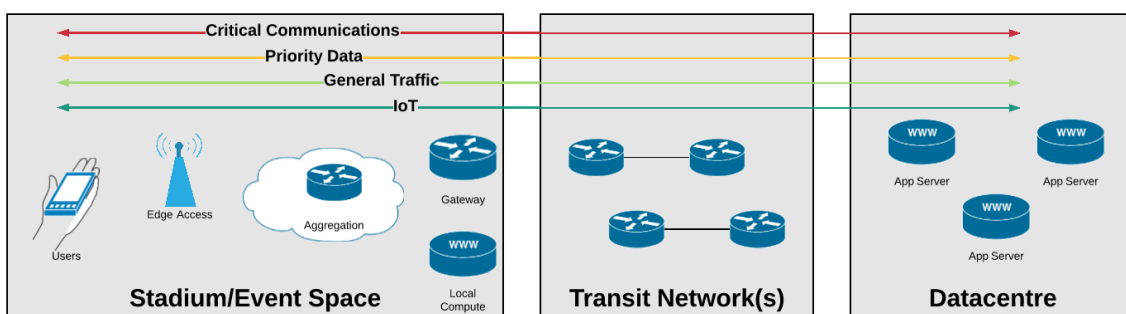 Critical Communications
Priority Data
General Traffic
IoT
WWW
WWW
Gateway
App Server
App Server
Edge Access
Aggregation
WWW
WWW
Users
App Server
Local
Compute
Stadium/Event Space
Transit Network(s)
Datacentre